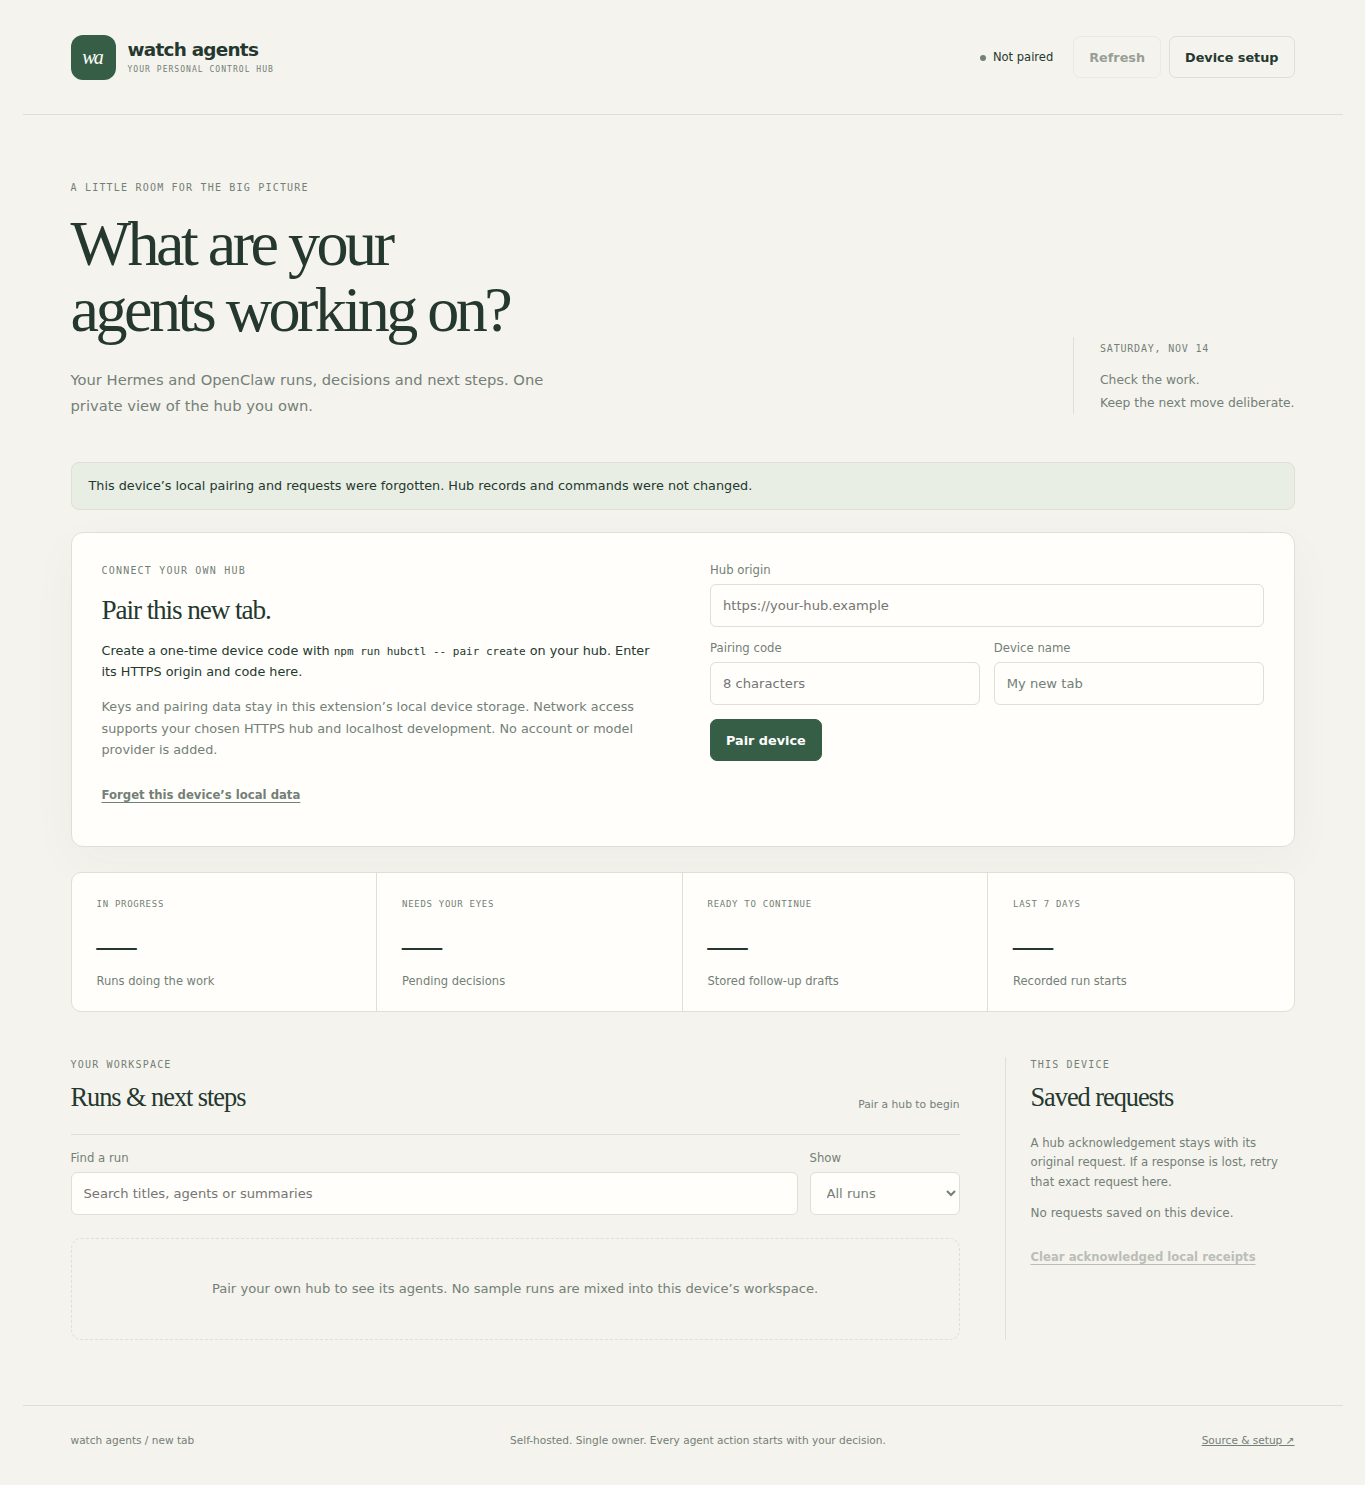 wa
watch agents
YOUR PERSONAL CONTROL HUB
Not paired
Refresh
Device setup
A LITTLE ROOM FOR THE BIG PICTURE
What are your
agents working on?
Your Hermes and OpenClaw runs, decisions and next steps. One
private view of the hub you own.
SATURDAY, NOV 14
Check the work.
Keep the next move deliberate.
This device’s local pairing and requests were forgotten. Hub records and commands were not changed.
CONNECT YOUR OWN HUB
Pair this new tab.
Create a one-time device code with npm run hubctl -- pair create on your hub. Enter
its HTTPS origin and code here.
Keys and pairing data stay in this extension’s local device storage. Network access
supports your chosen HTTPS hub and localhost development. No account or model
provider is added.
Forget this device’s local data
Hub origin
https://your-hub.example
Pairing code
Device name
8 characters
My new tab
Pair device
IN PROGRESS
—
Runs doing the work
NEEDS YOUR EYES
—
Pending decisions
READY TO CONTINUE
—
Stored follow-up drafts
LAST 7 DAYS
—
Recorded run starts
YOUR WORKSPACE
Runs & next steps
Pair a hub to begin
Find a run
Show
Search titles, agents or summaries
All runs
Pair your own hub to see its agents. No sample runs are mixed into this device’s workspace.
THIS DEVICE
Saved requests
A hub acknowledgement stays with its
original request. If a response is lost, retry
that exact request here.
No requests saved on this device.
Clear acknowledged local receipts
watch agents / new tab
Self-hosted. Single owner. Every agent action starts with your decision.
Source & setup ↗